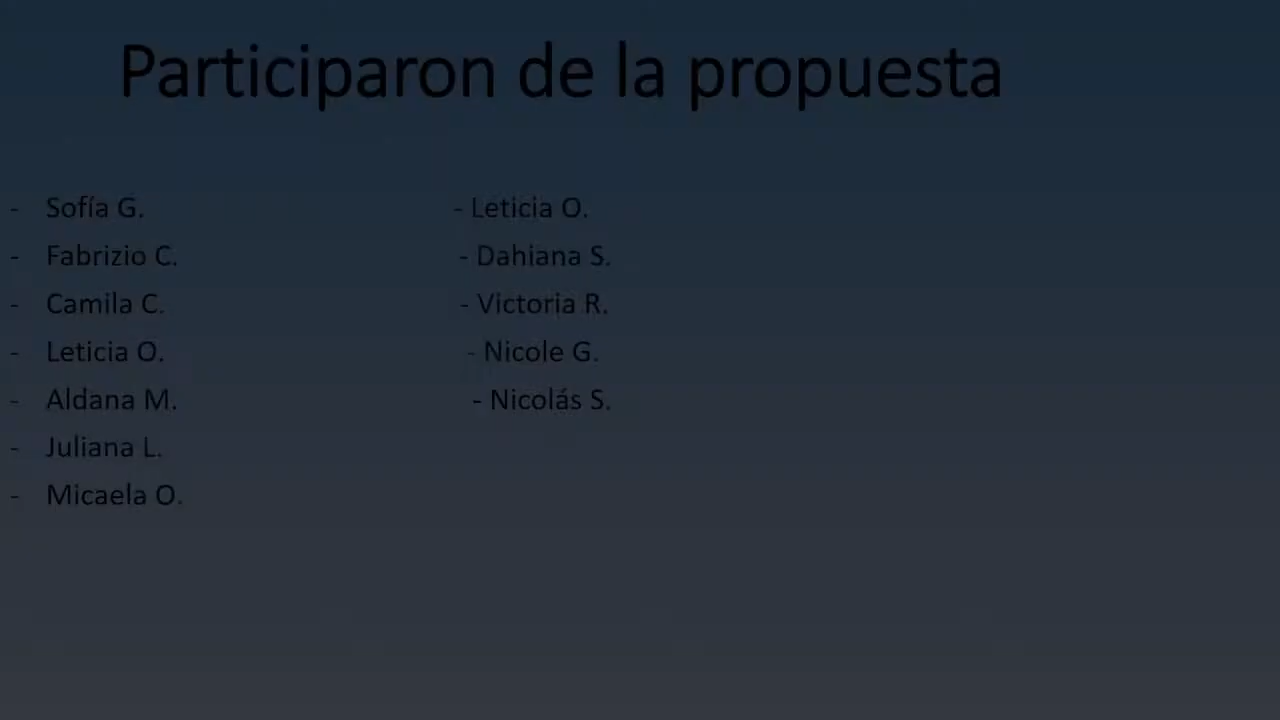 Participaron de la propuesta
- Sofía G.
- Fabrizio C.
- Camila C.
- Leticia O.
- Aldana M.
- Juliana L.
- Micaela O.
- Leticia O.
- Dahiana S.
- Victoria R.
- Nicole G.
- Nicolás S.